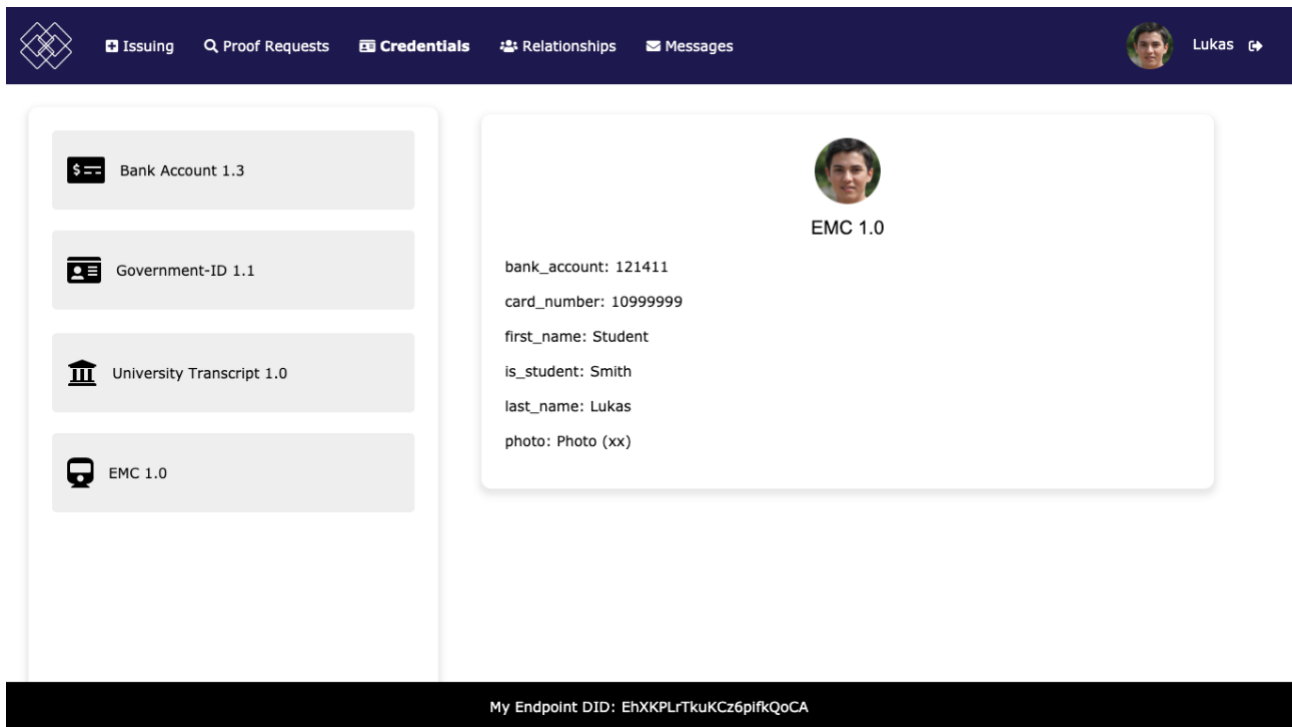 Issuing Proof Requests Credentials Relationships Messages Lukas
Bank Account 1.3
Government-ID 1.1
University Transcript 1.0
EMC 1.0
EMC 1.0
bank_account: 121411
card_number: 10999999
first_name: Student
is_student: Smith
last_name: Lukas
photo: Photo (xx)
My Endpoint DID: EhXKPLrTkuKCz6pifkQoCA